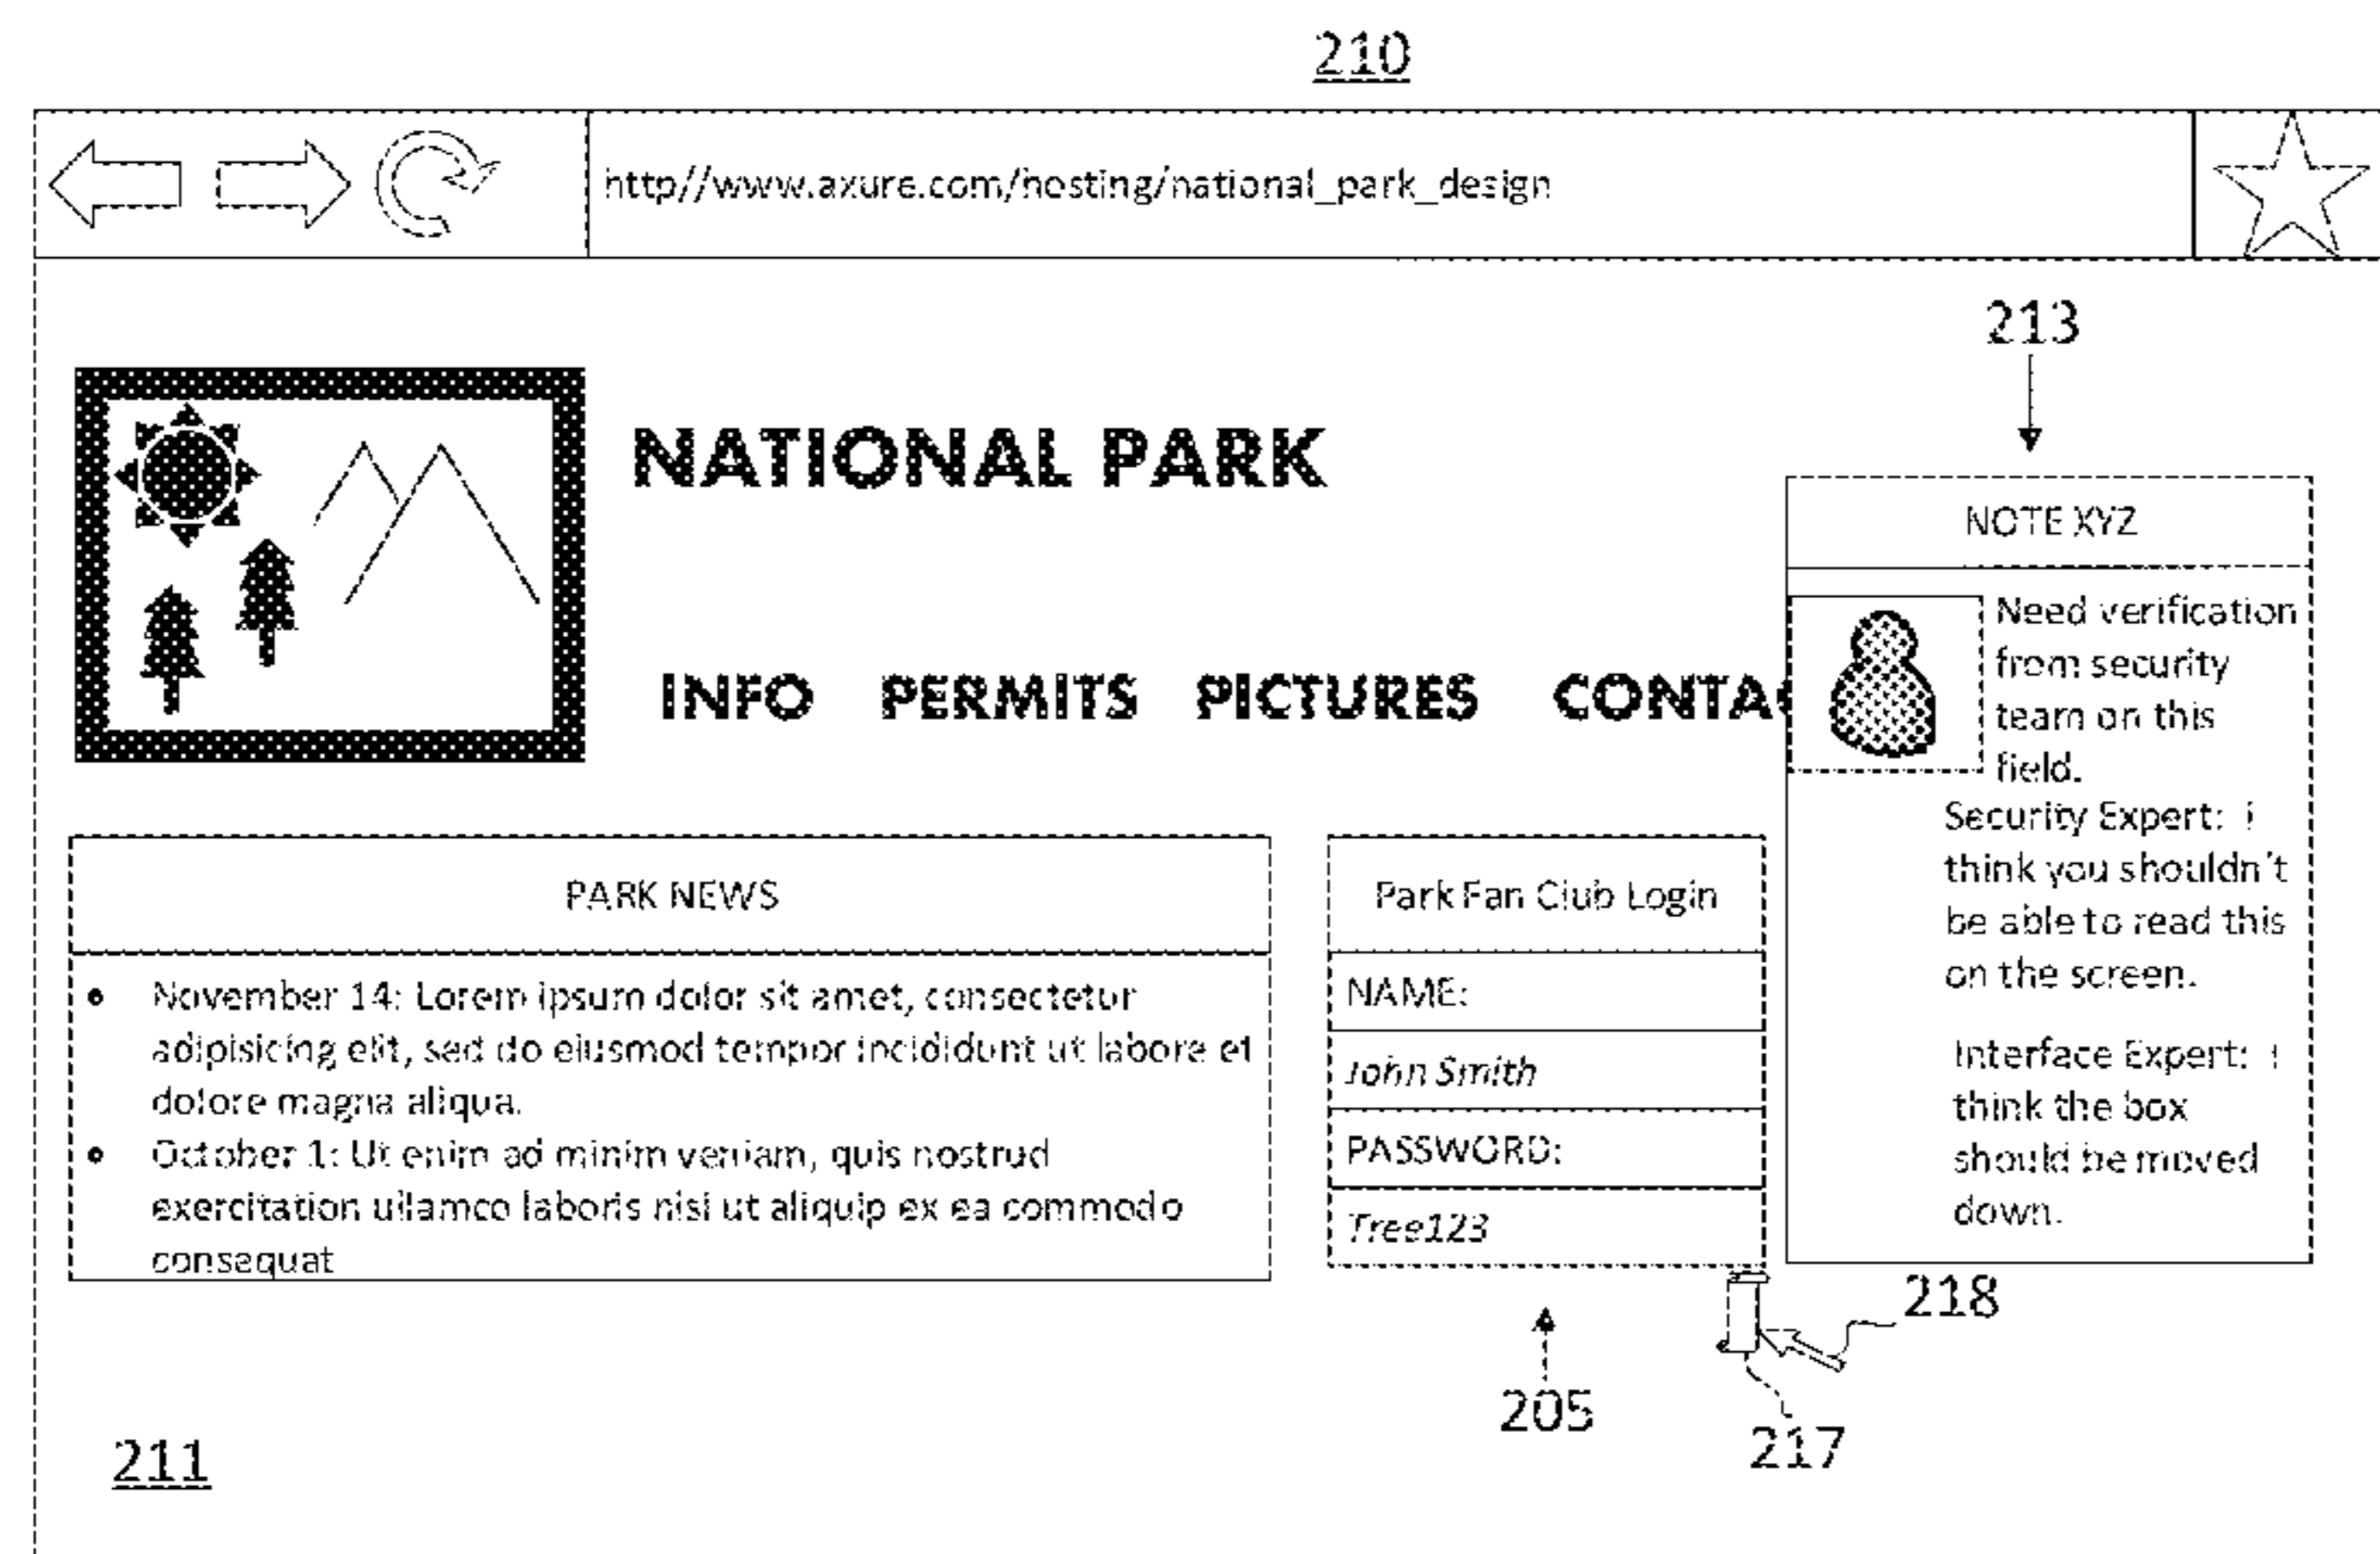 210
http//www.axure.com/hosting/national_park_design
213
NATIONAL PARK
INFO PERMITS PICTURES CONTAC
NOTE XYZ
Need verification
from security
team on this
field.
Security Expert: I
think you shouldn't
be able to read this
on the screen.
Interface Expert: I
think the box
should be moved
down.
PARK NEWS
• November 14: Lorem ipsum dolor sit amet, consectetur
adipisicing elit, sed do eiusmod tempor incididunt ut labore et
dolore magna aliqua.
• October 1: Ut enim ad minim veniam, quis nostrud
exercitation ullamco laboris nisi ut aliquip ex ea commodo
consequat
Park Fan Club Login
NAME:
John Smith
PASSWORD:
Tree123
218
205
217
211